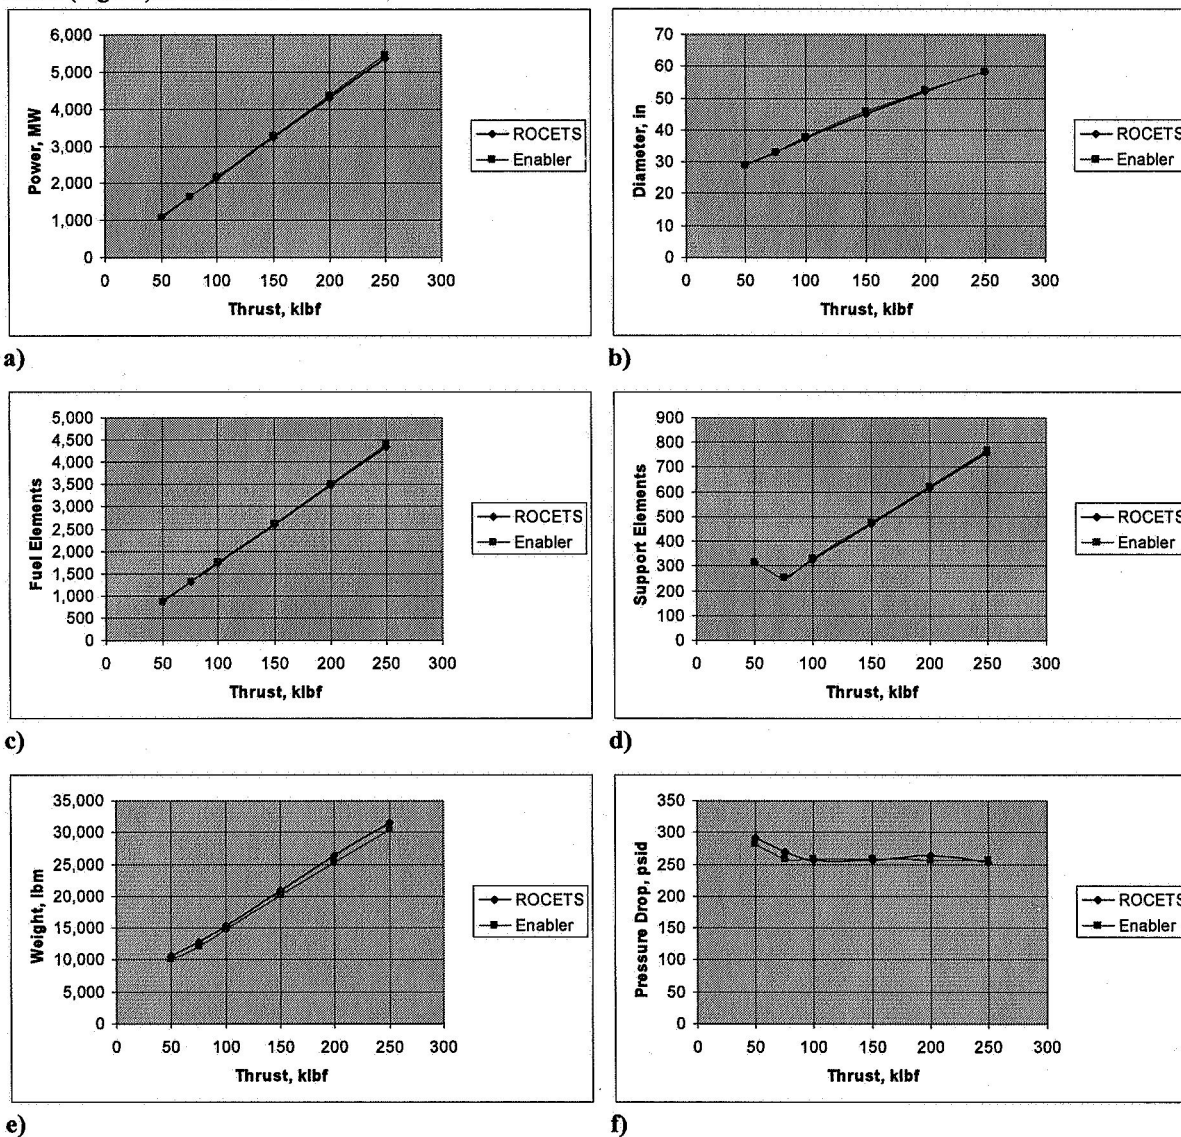 6,000
5,000
4,000
3,000
2,000
1,000
0
Power, MW
0 50 100 150 200 250 300
Thrust, klbf
ROCETS
Enabler
a)
70
60
50
40
30
20
10
0
Diameter, in
0 50 100 150 200 250 300
Thrust, klbf
ROCETS
Enabler
b)
5,000
4,500
4,000
3,500
3,000
2,500
2,000
1,500
1,000
500
0
Fuel Elements
0 50 100 150 200 250 300
Thrust, klbf
ROCETS
Enabler
c)
900
800
700
600
500
400
300
200
100
0
Support Elements
0 50 100 150 200 250 300
Thrust, klbf
ROCETS
Enabler
d)
35,000
30,000
25,000
20,000
15,000
10,000
5,000
0
Weight, lbm
0 50 100 150 200 250 300
Thrust, klbf
ROCETS
Enabler
e)
350
300
250
200
150
100
50
0
Pressure Drop, psid
0 50 100 150 200 250 300
Thrust, klbf
ROCETS
Enabler
f)